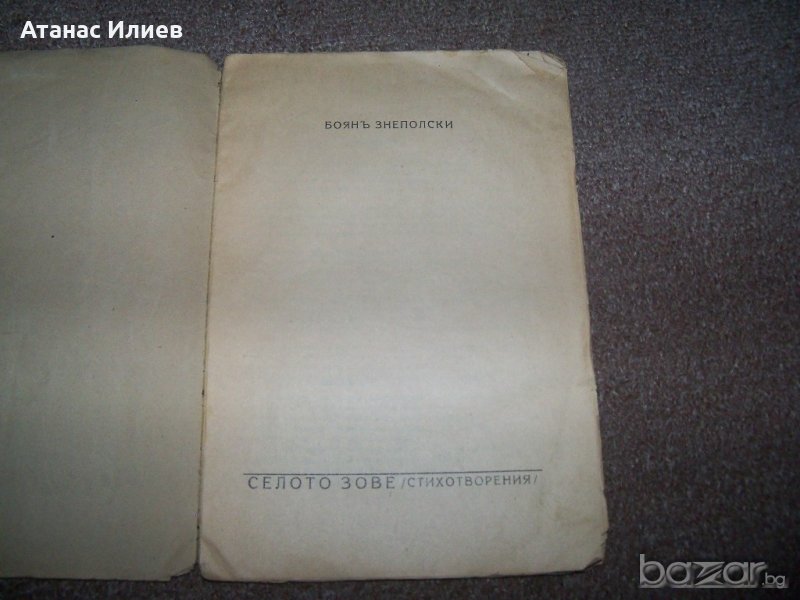 Атанас Илиев
БОЯНЪ ЗНЕПОЛСКИ
СЕЛОТО ЗОВЕ /СТИХОТВОРЕНИЯ/
bazar.bg